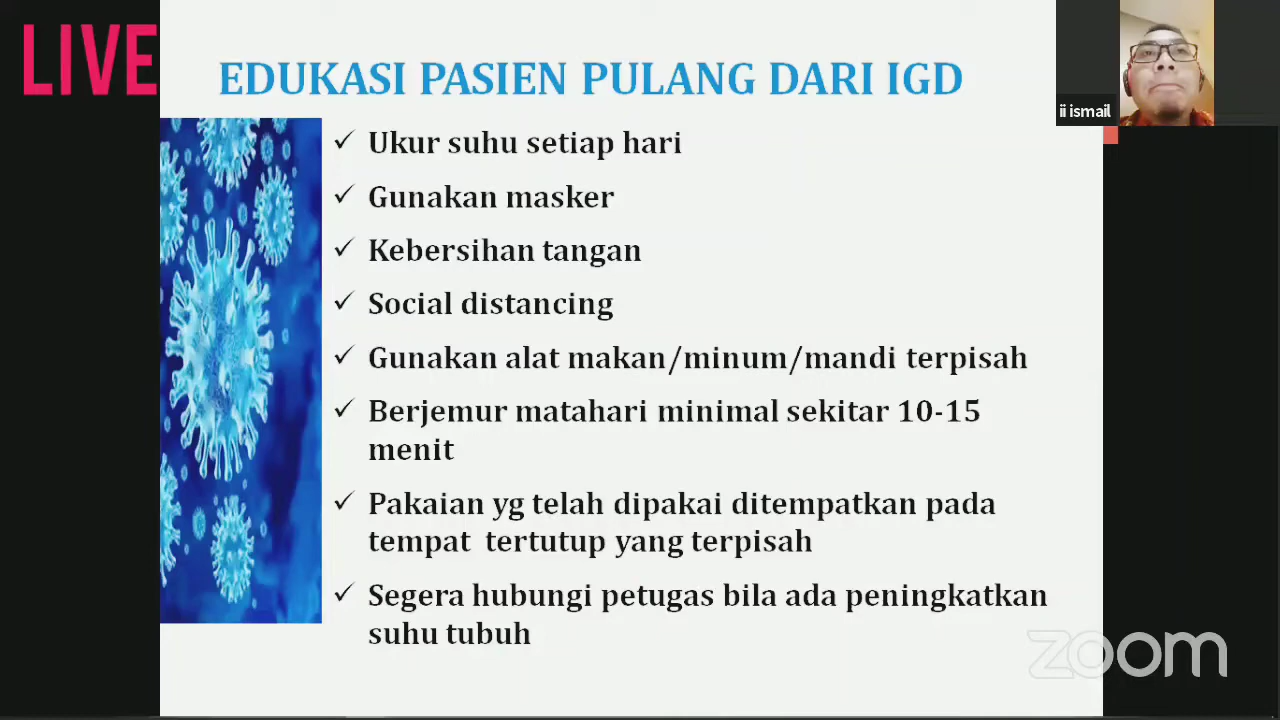 LIVE
EDUKASI PASIEN PULANG DARI IGD
ii ismail
Ukur suhu setiap hari
Gunakan masker
Kebersihan tangan
Social distancing
Gunakan alat makan/minum/mandi terpisah
Berjemur matahari minimal sekitar 10-15
menit
Pakaian yg telah dipakai ditempatkan pada
tempat tertutup yang terpisah
Segera hubungi petugas bila ada peningkatkan
suhu tubuh
zoom